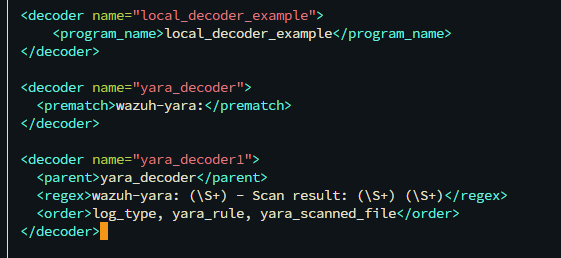 <decoder name="local_decoder_example">
    <program_name>local_decoder_example</program_name>
</decoder>
<decoder name="yara_decoder">
  <prematch>wazuh-yara:</prematch>
</decoder>
<decoder name="yara_decoder1">
  <parent>yara_decoder</parent>
  <regex>wazuh-yara: (\S+) - Scan result: (\S+) (\S+)</regex>
  <order>log_type, yara_rule, yara_scanned_file</order>
</decoder>